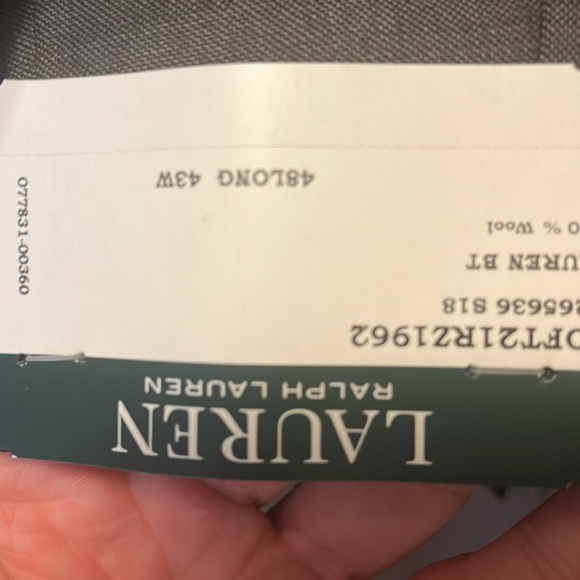 LAUREN
RALPH LAUREN
OFT21RZ1962
265636 S18
UREN BT
0 % Wool
48LONG 43W
077831-00360